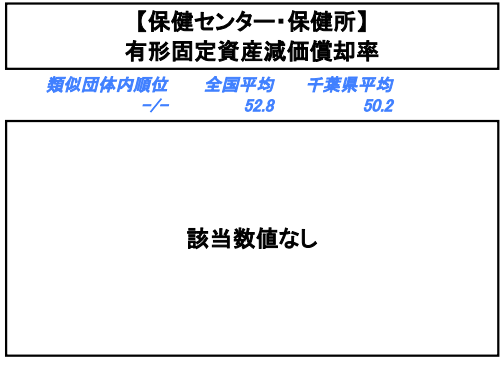 【保健センター・保健所】
有形固定資産減価償却率
類似団体内順位 全国平均 千葉県平均
-/- 52.8 50.2
該当数値なし